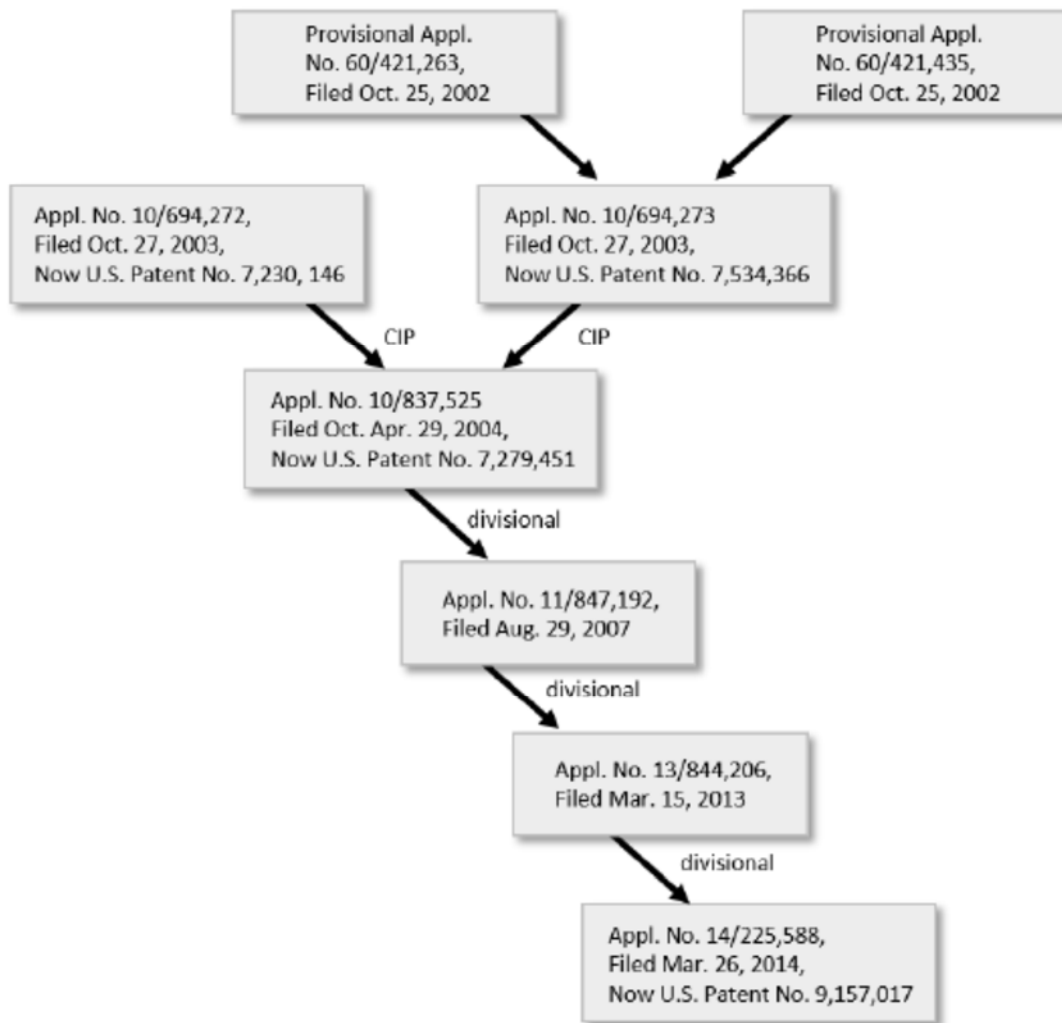 Provisional Appl.
No. 60/421,263,
Filed Oct. 25, 2002
Provisional Appl.
No. 60/421,435,
Filed Oct. 25, 2002
Appl. No. 10/694,272,
Filed Oct. 27, 2003,
Now U.S. Patent No. 7,230, 146
Appl. No. 10/694,273
Filed Oct. 27, 2003,
Now U.S. Patent No. 7,534,366
CIP
CIP
Appl. No. 10/837,525
Filed Oct. Apr. 29, 2004,
Now U.S. Patent No. 7,279,451
divisional
Appl. No. 11/847,192,
Filed Aug. 29, 2007
divisional
Appl. No. 13/844,206,
Filed Mar. 15, 2013
divisional
Appl. No. 14/225,588,
Filed Mar. 26, 2014,
Now U.S. Patent No. 9,157,017